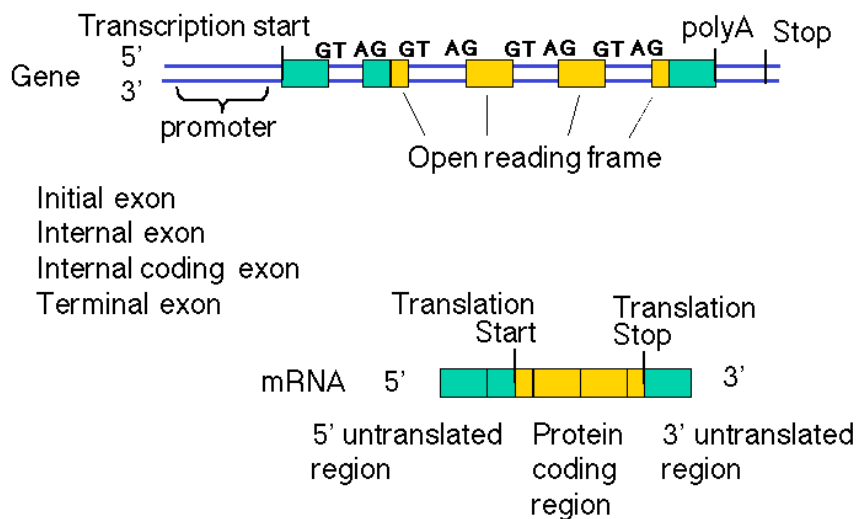 Transcription start
polyA
Stop
GT AG GT AG GT AG GT AG
5’
Gene
3’
promoter
Open reading frame
Initial exon
Internal exon
Internal coding exon
Terminal exon
Translation
Start
Translation
Stop
mRNA 5’ 3’
5’ untranslated
region
Protein
coding
region
3’ untranslated
region